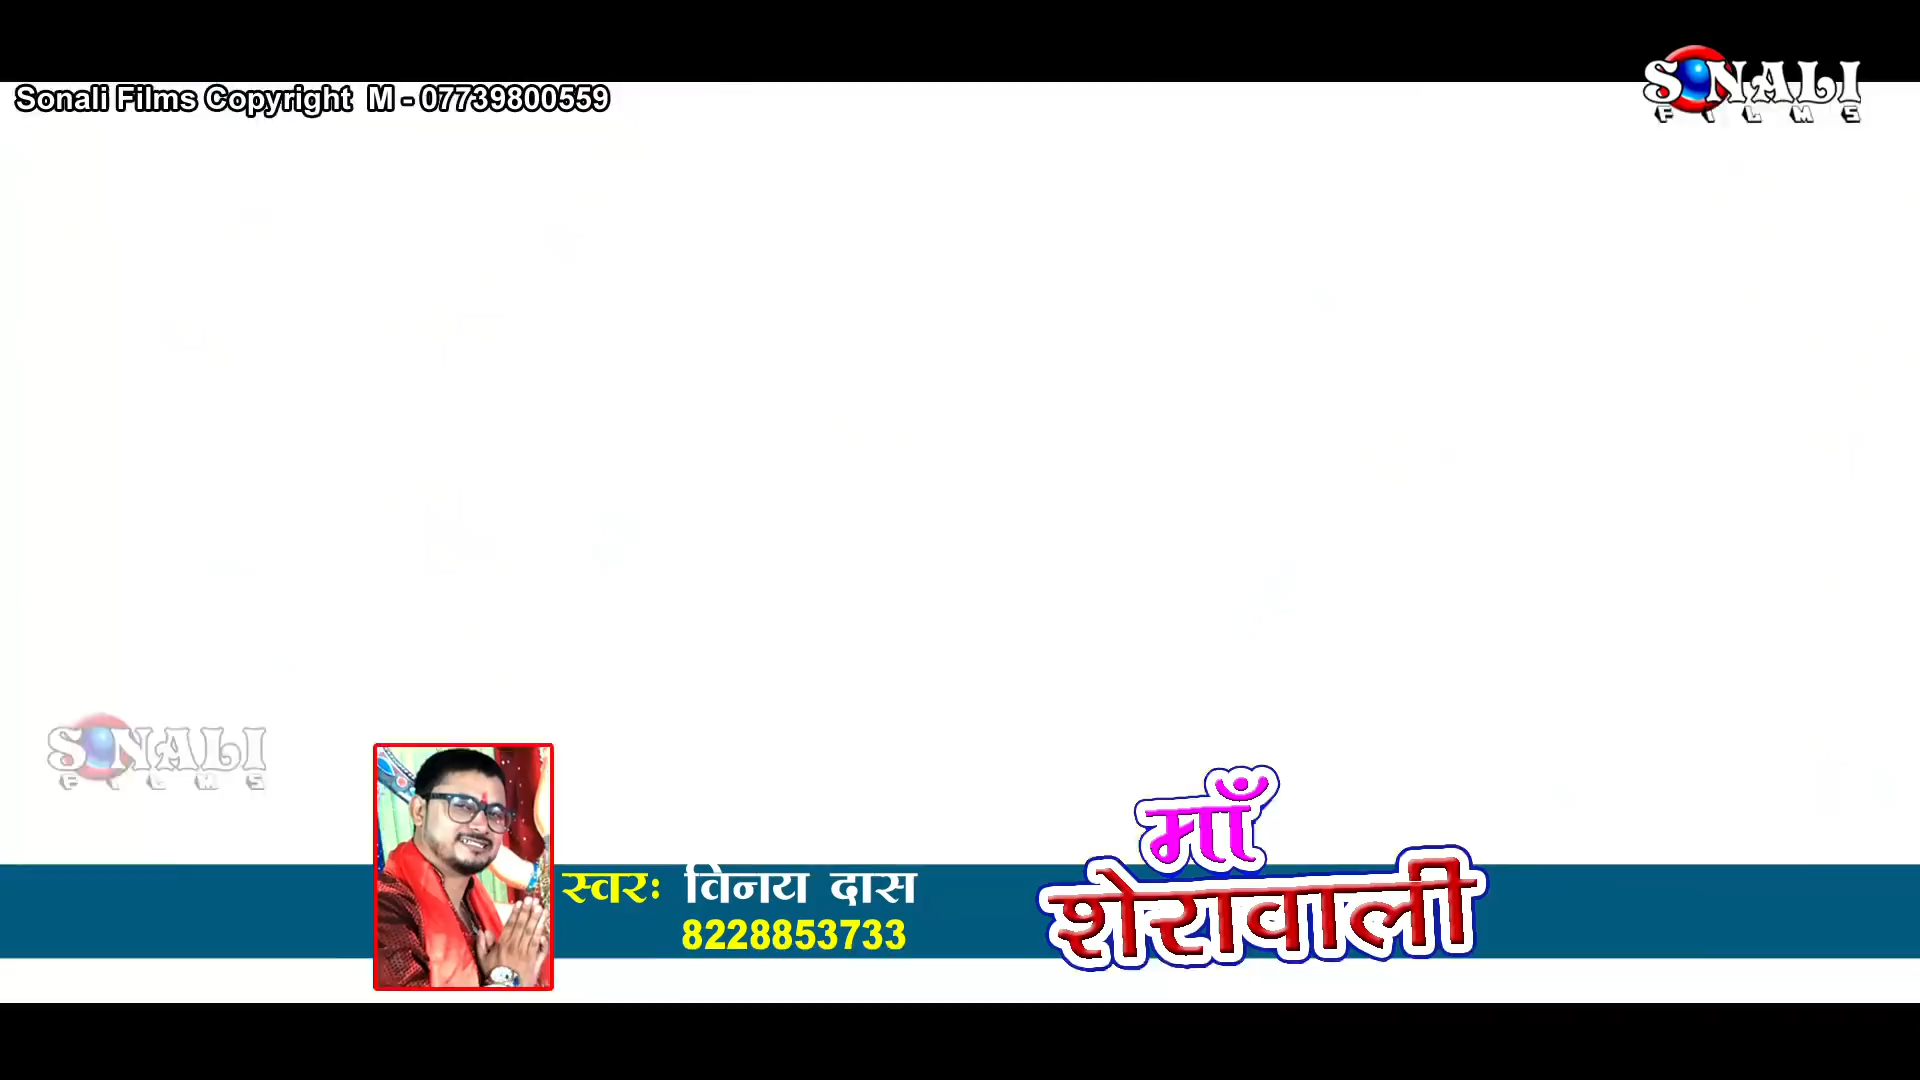 Sonali Films Copyright  M - 07739800559
SONALI
FILMS
SONALI
FILMS
स्वरः विनय दास
8228853733
माँ
शेरावाली